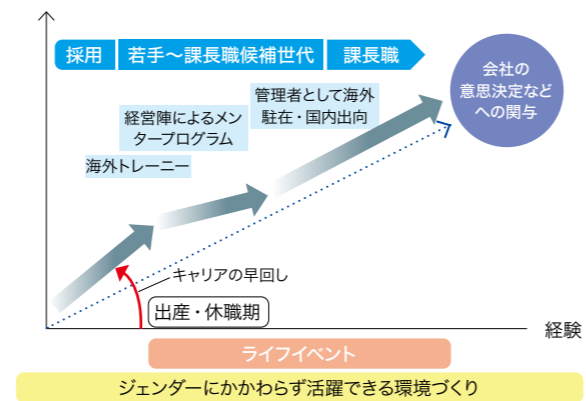 採用
若手～課長職候補世代
課長職
会社の
意思決定など
への関与
管理者として海外
駐在・国内出向
経営陣によるメン
タープログラム
海外トレーニー
キャリアの早回し
出産・休職期
経験
ライフイベント
ジェンダーにかかわらず活躍できる環境づくり